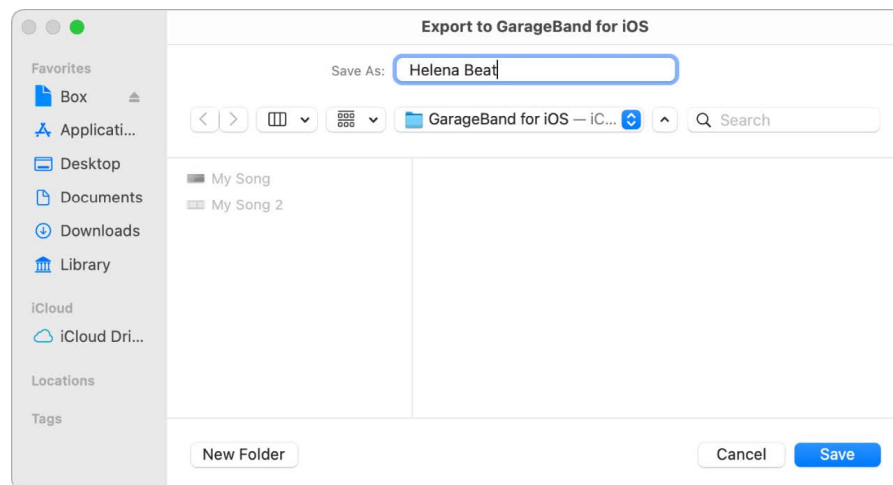 Export to GarageBand for iOS
Save As: Helena Beat
GarageBand for iOS — iC...
Search
Favorites
Box
Applicati...
Desktop
Documents
Downloads
Library
iCloud
iCloud Dri...
Locations
Tags
My Song
My Song 2
New Folder
Cancel
Save